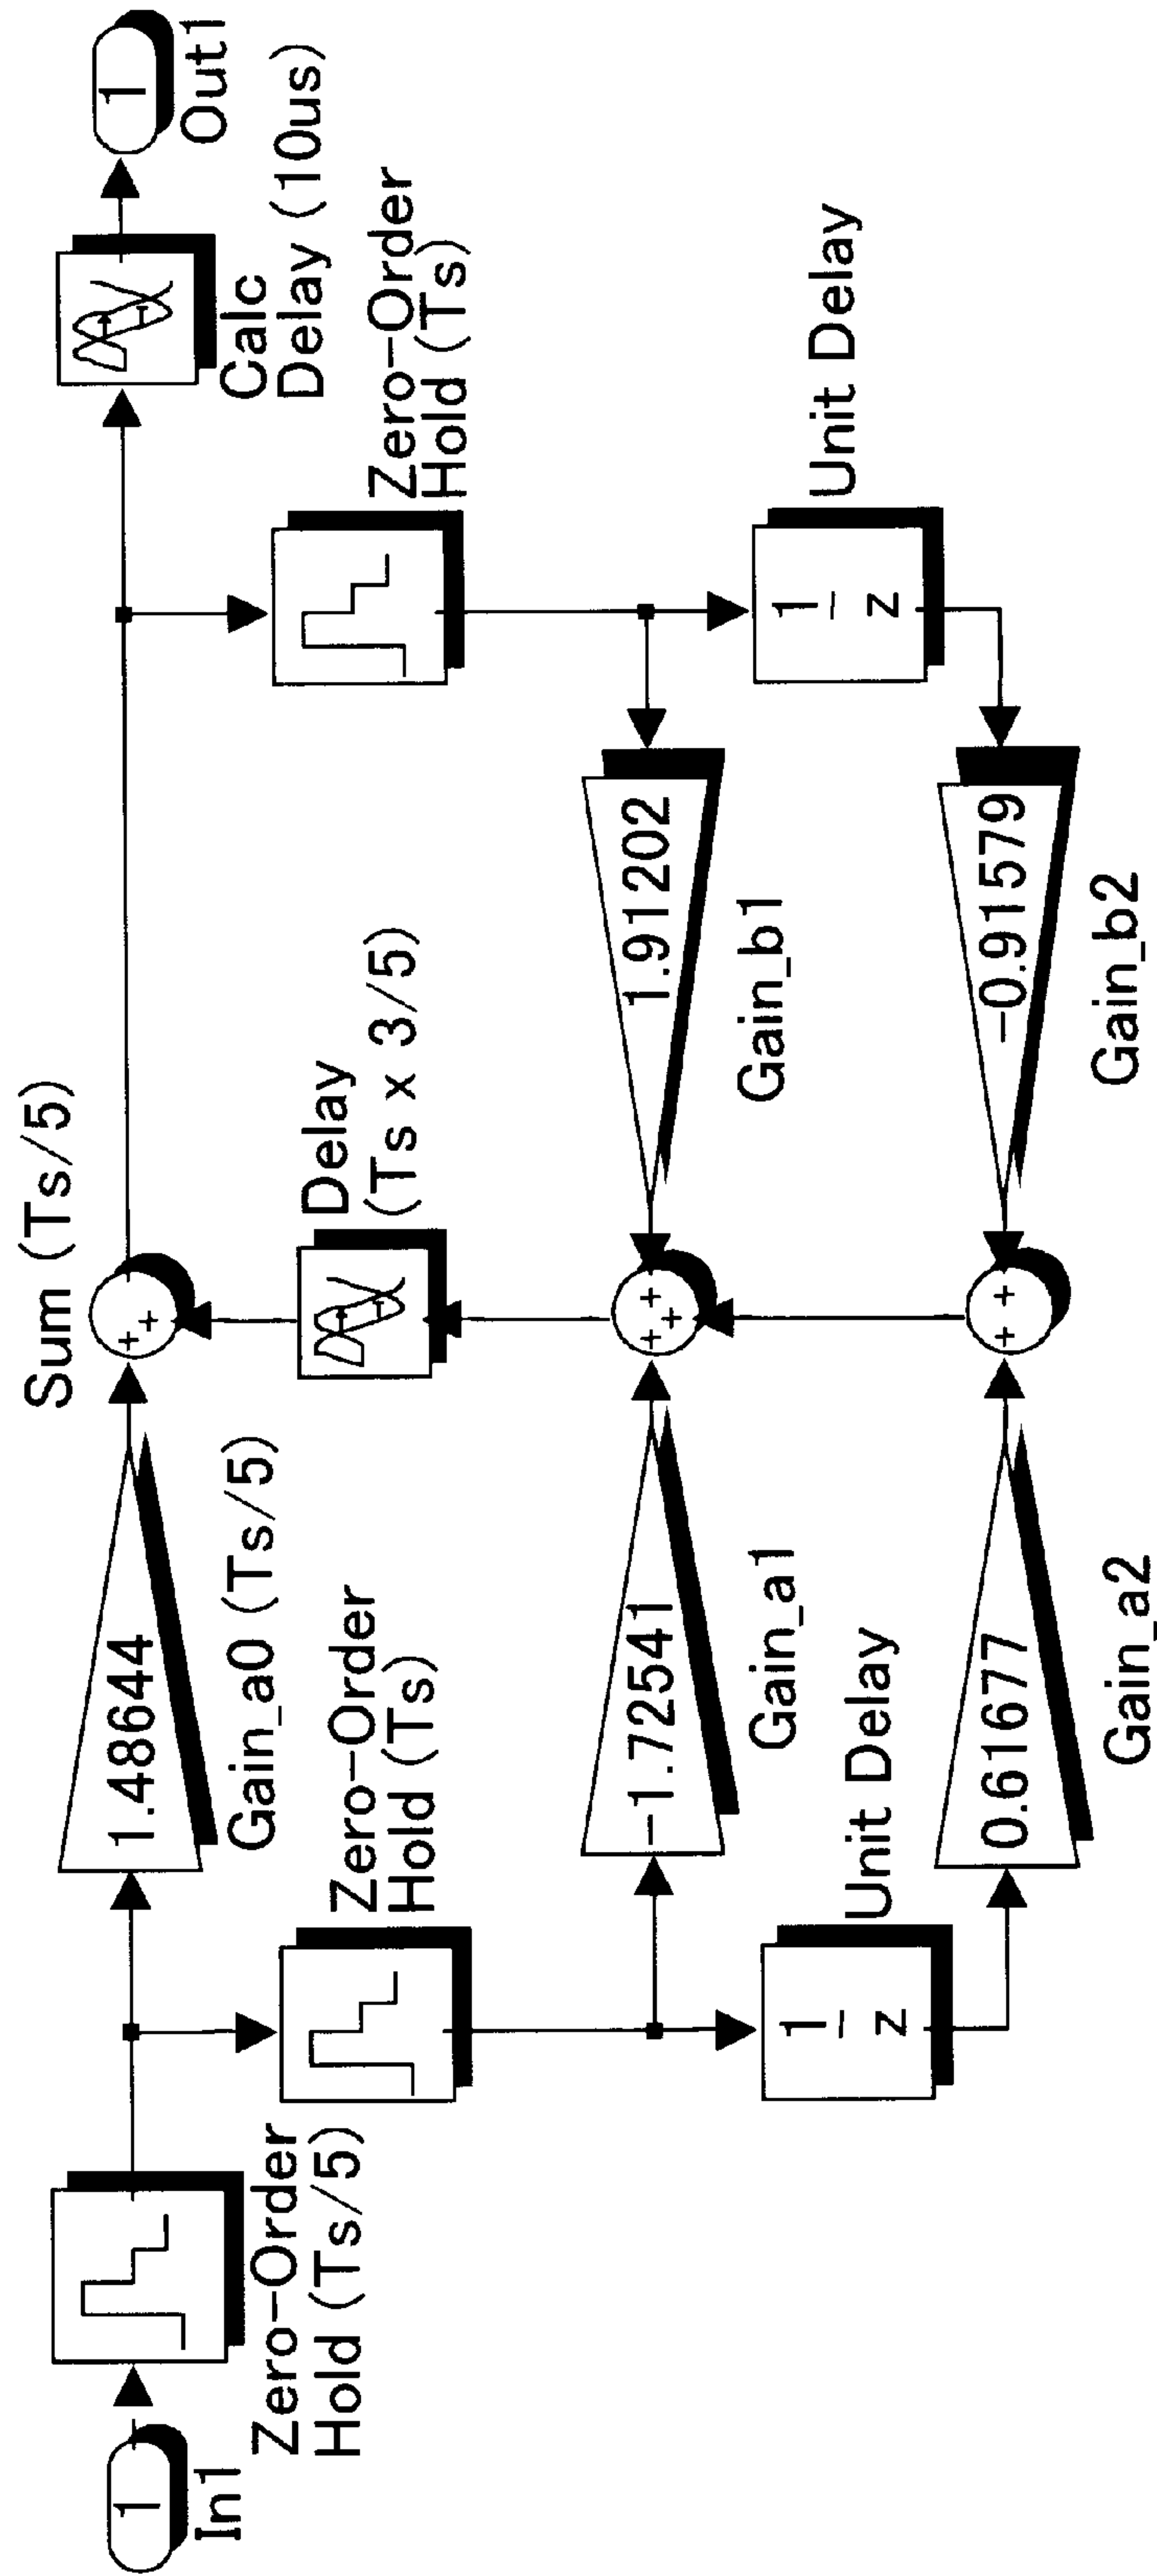 1
In1
Zero-Order
Hold (Ts/5)
1.48644
Gain_a0 (Ts/5)
Sum (Ts/5)
+
+
Calc
Delay (10us)
1
Out1
Zero-Order
Hold (Ts)
Delay
(Ts x 3/5)
Zero-Order
Hold (Ts)
-1.72541
Gain_a1
+
+
+
1.91202
Gain_b1
1
z
Unit Delay
0.61677
Gain_a2
+
+
-0.91579
Gain_b2
1
z
Unit Delay